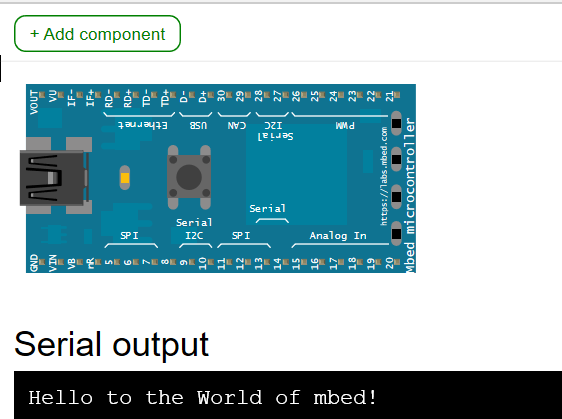 + Add component
VOUT VU IF- IF+ RD- RD+ TD- TD+ D- D+ 30 29 28 27 26 25 24 23 22 21
Ethernet USB CAN I2C PWM
Serial
https://labs.mbed.com
Mbed microcontroller
Serial
Serial
SPI I2C SPI Analog In
GND VIN VB nR 5 6 7 8 9 10 11 12 13 14 15 16 17 18 19 20
Serial output
Hello to the World of mbed!